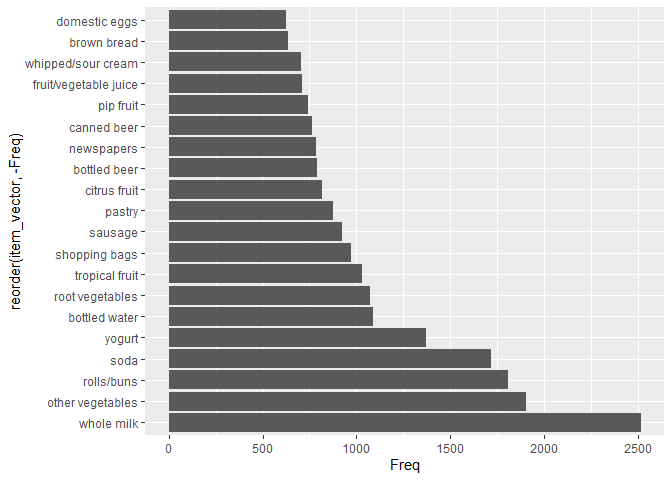 reorder(item_vector, -Freq)
domestic eggs
brown bread
whipped/sour cream
fruit/vegetable juice
pip fruit
canned beer
newspapers
bottled beer
citrus fruit
pastry
sausage
shopping bags
tropical fruit
root vegetables
bottled water
yogurt
soda
rolls/buns
other vegetables
whole milk
0 500 1000 1500 2000 2500
Freq